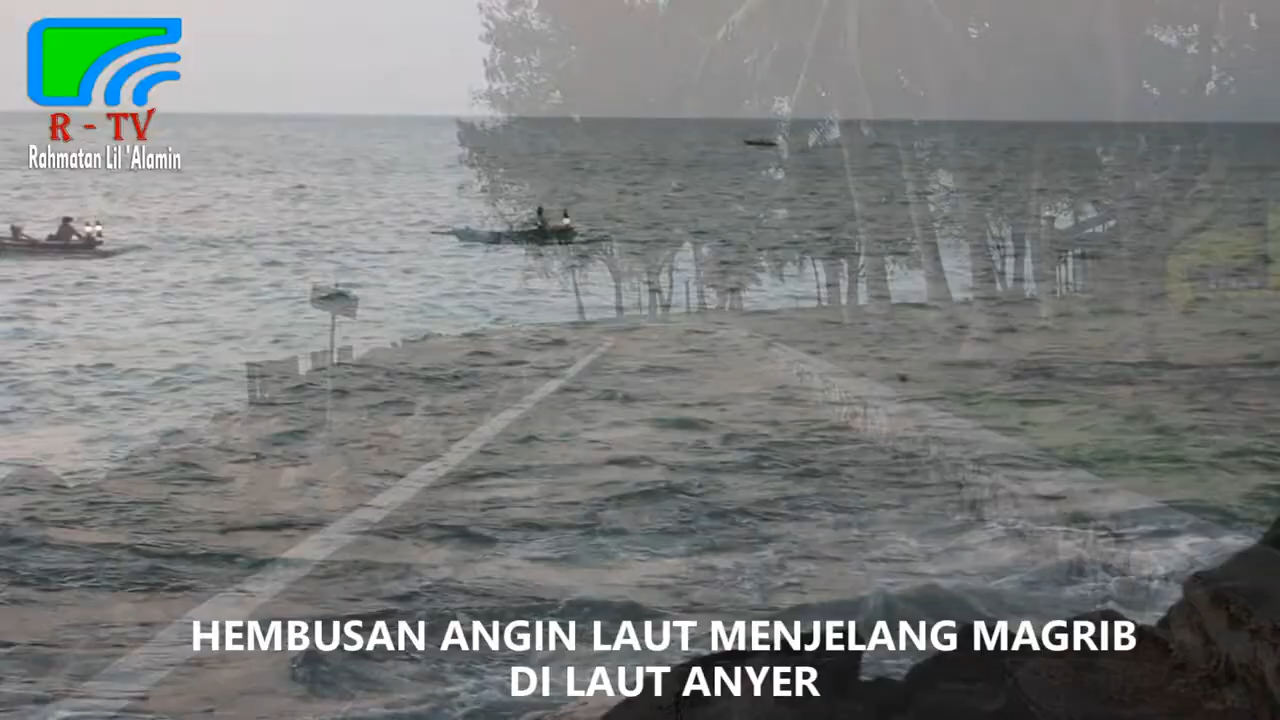 R - TV
Rahmatan Lil 'Alamin
HEMBUSAN ANGIN LAUT MENJELANG MAGRIB
DI LAUT ANYER